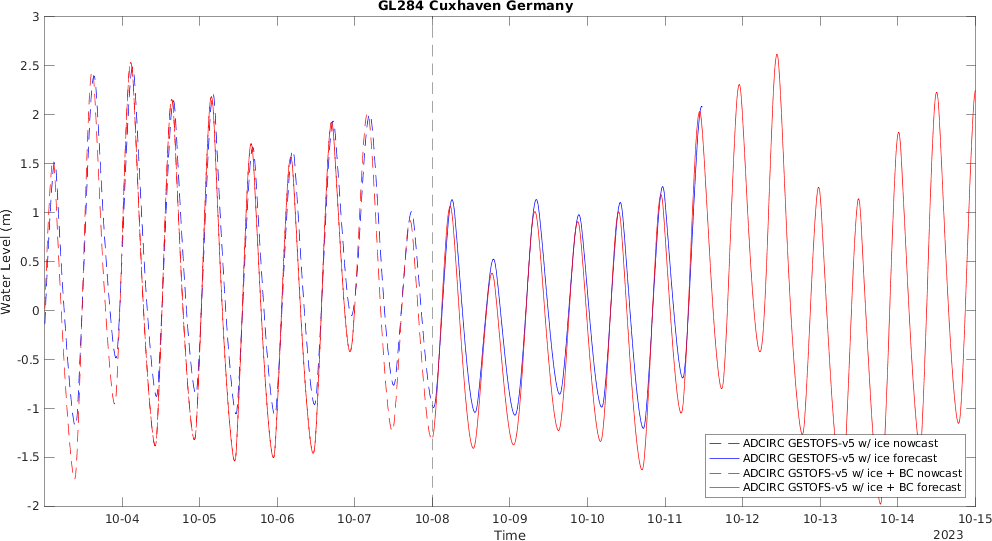 GL284 Cuxhaven Germany
3
2.5
2
1.5
1
0.5
0
-0.5
-1
-1.5
-2
Water Level (m)
10-04 10-05 10-06 10-07 10-08 10-09 10-10 10-11 10-12 10-13 10-14 10-15
Time
2023
ADCIRC GESTOFS-v5 w/ ice nowcast
ADCIRC GESTOFS-v5 w/ ice forecast
ADCIRC GSTOFS-v5 w/ ice + BC nowcast
ADCIRC GSTOFS-v5 w/ ice + BC forecast